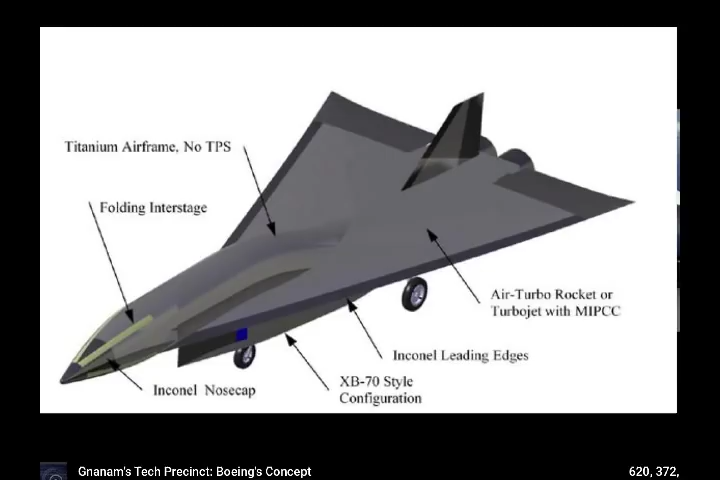 Titanium Airframe, No TPS
Folding Interstage
Air-Turbo Rocket or
Turbojet with MIPCC
Inconel Leading Edges
XB-70 Style
Configuration
Inconel Nosecap
Gnanam's Tech Precinct: Boeing's Concept
620, 372,